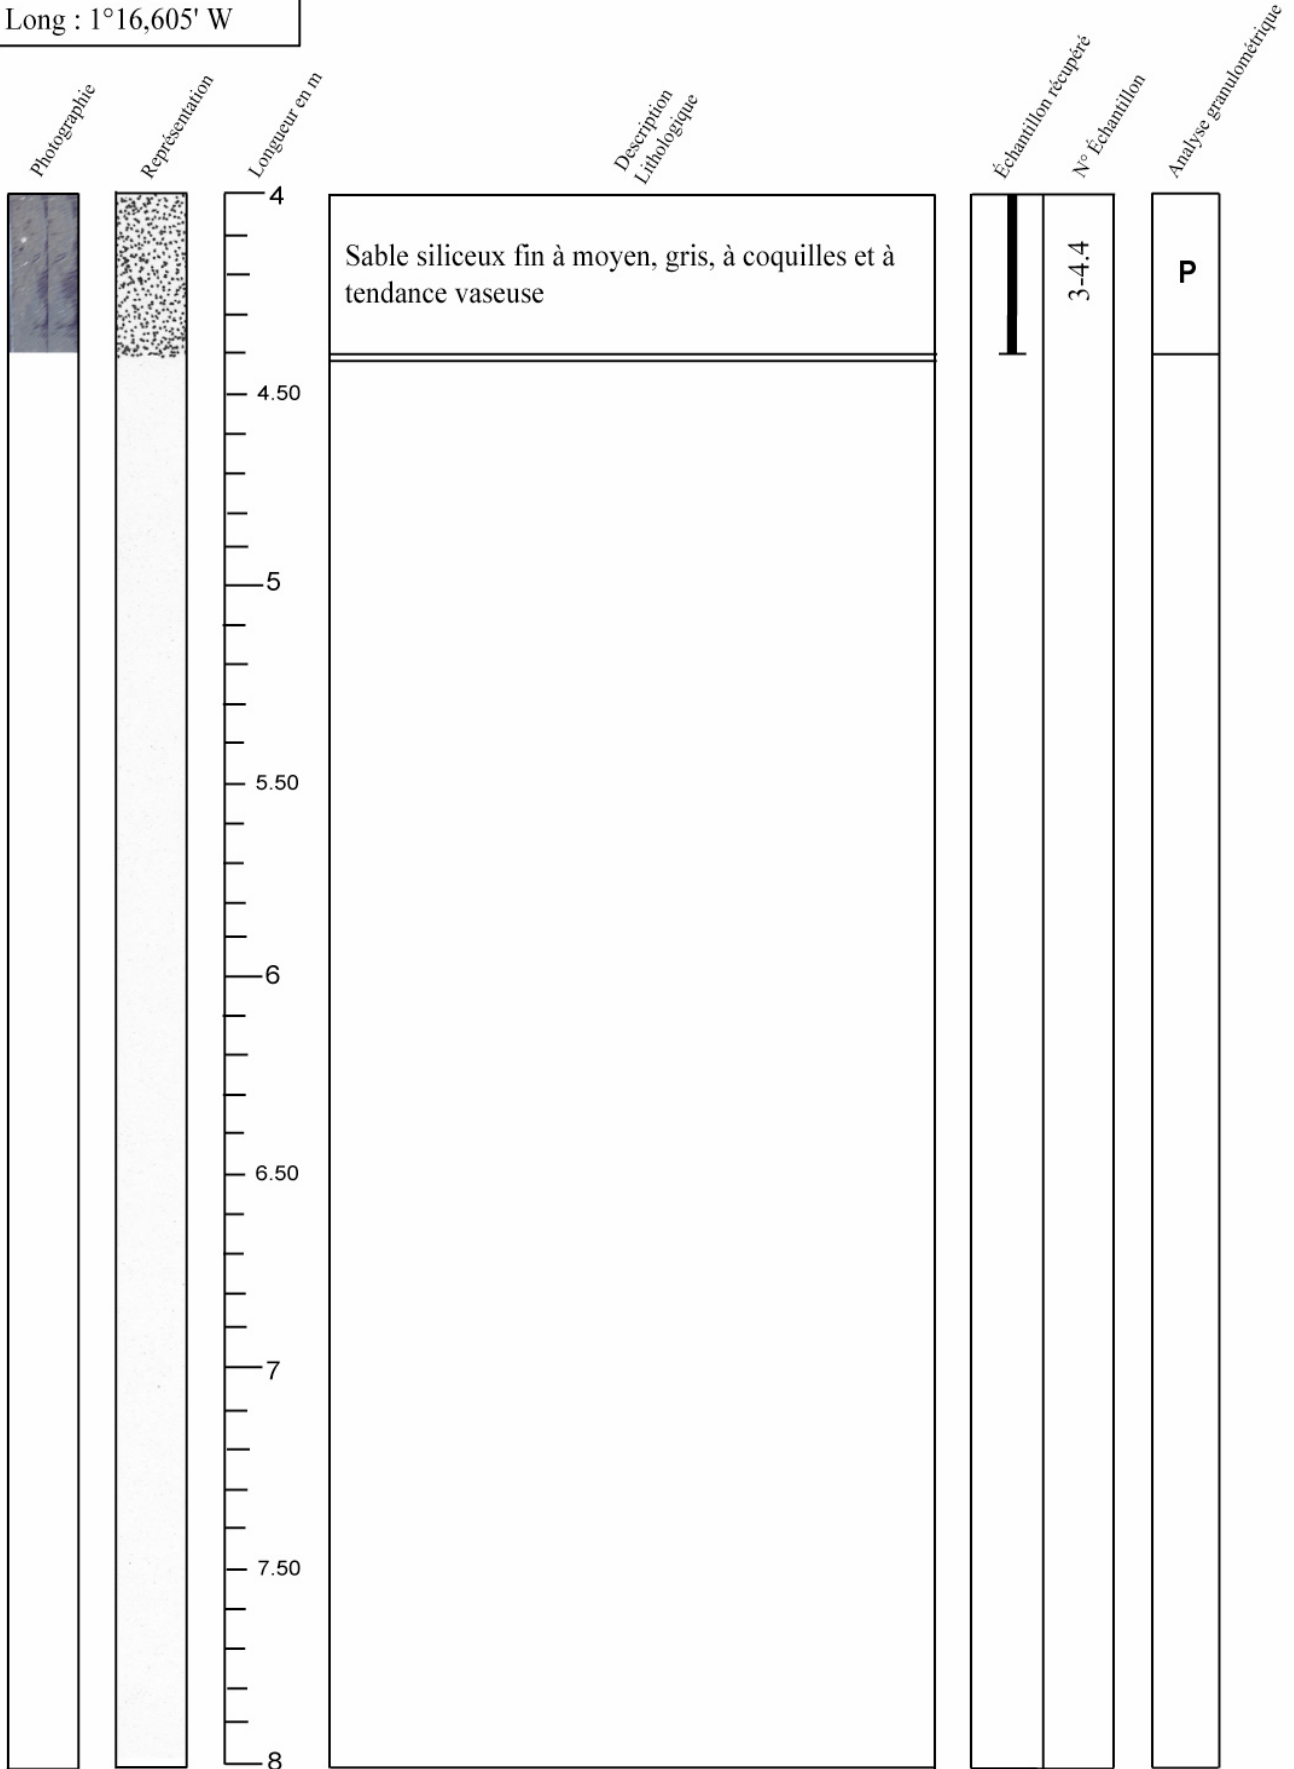 Long : 1°16,605' W
Photographie
Représentation
Longueur en m
Description
Lithologique
Échantillon récupéré
N° Échantillon
Analyse granulométrique
4
Sable siliceux fin à moyen, gris, à coquilles et à
tendance vaseuse
3-4.4
P
4.50
5
5.50
6
6.50
7
7.50
8